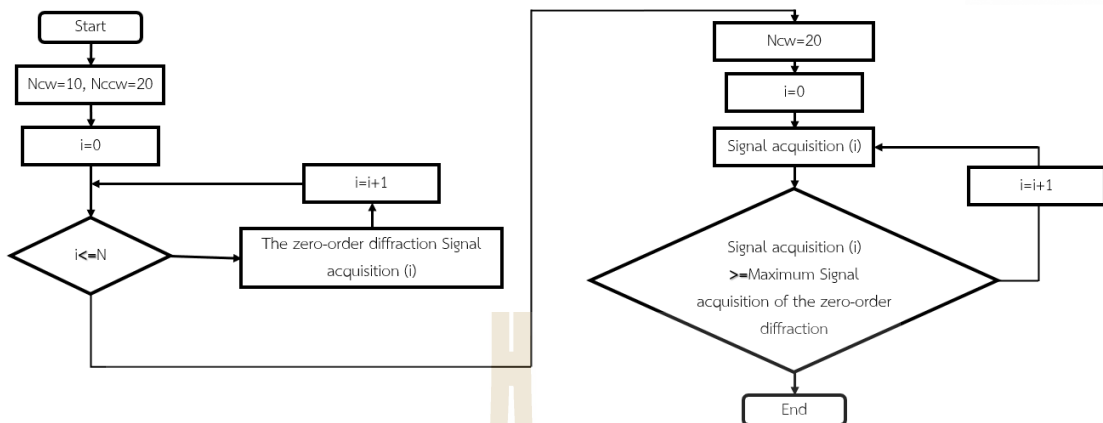 Start
Ncw=10, Nccw=20
i=0
i=i+1
i<=N
The zero-order diffraction Signal
acquisition (i)
Ncw=20
i=0
Signal acquisition (i)
i=i+1
Signal acquisition (i)
>=Maximum Signal
acquisition of the zero-order
diffraction
End